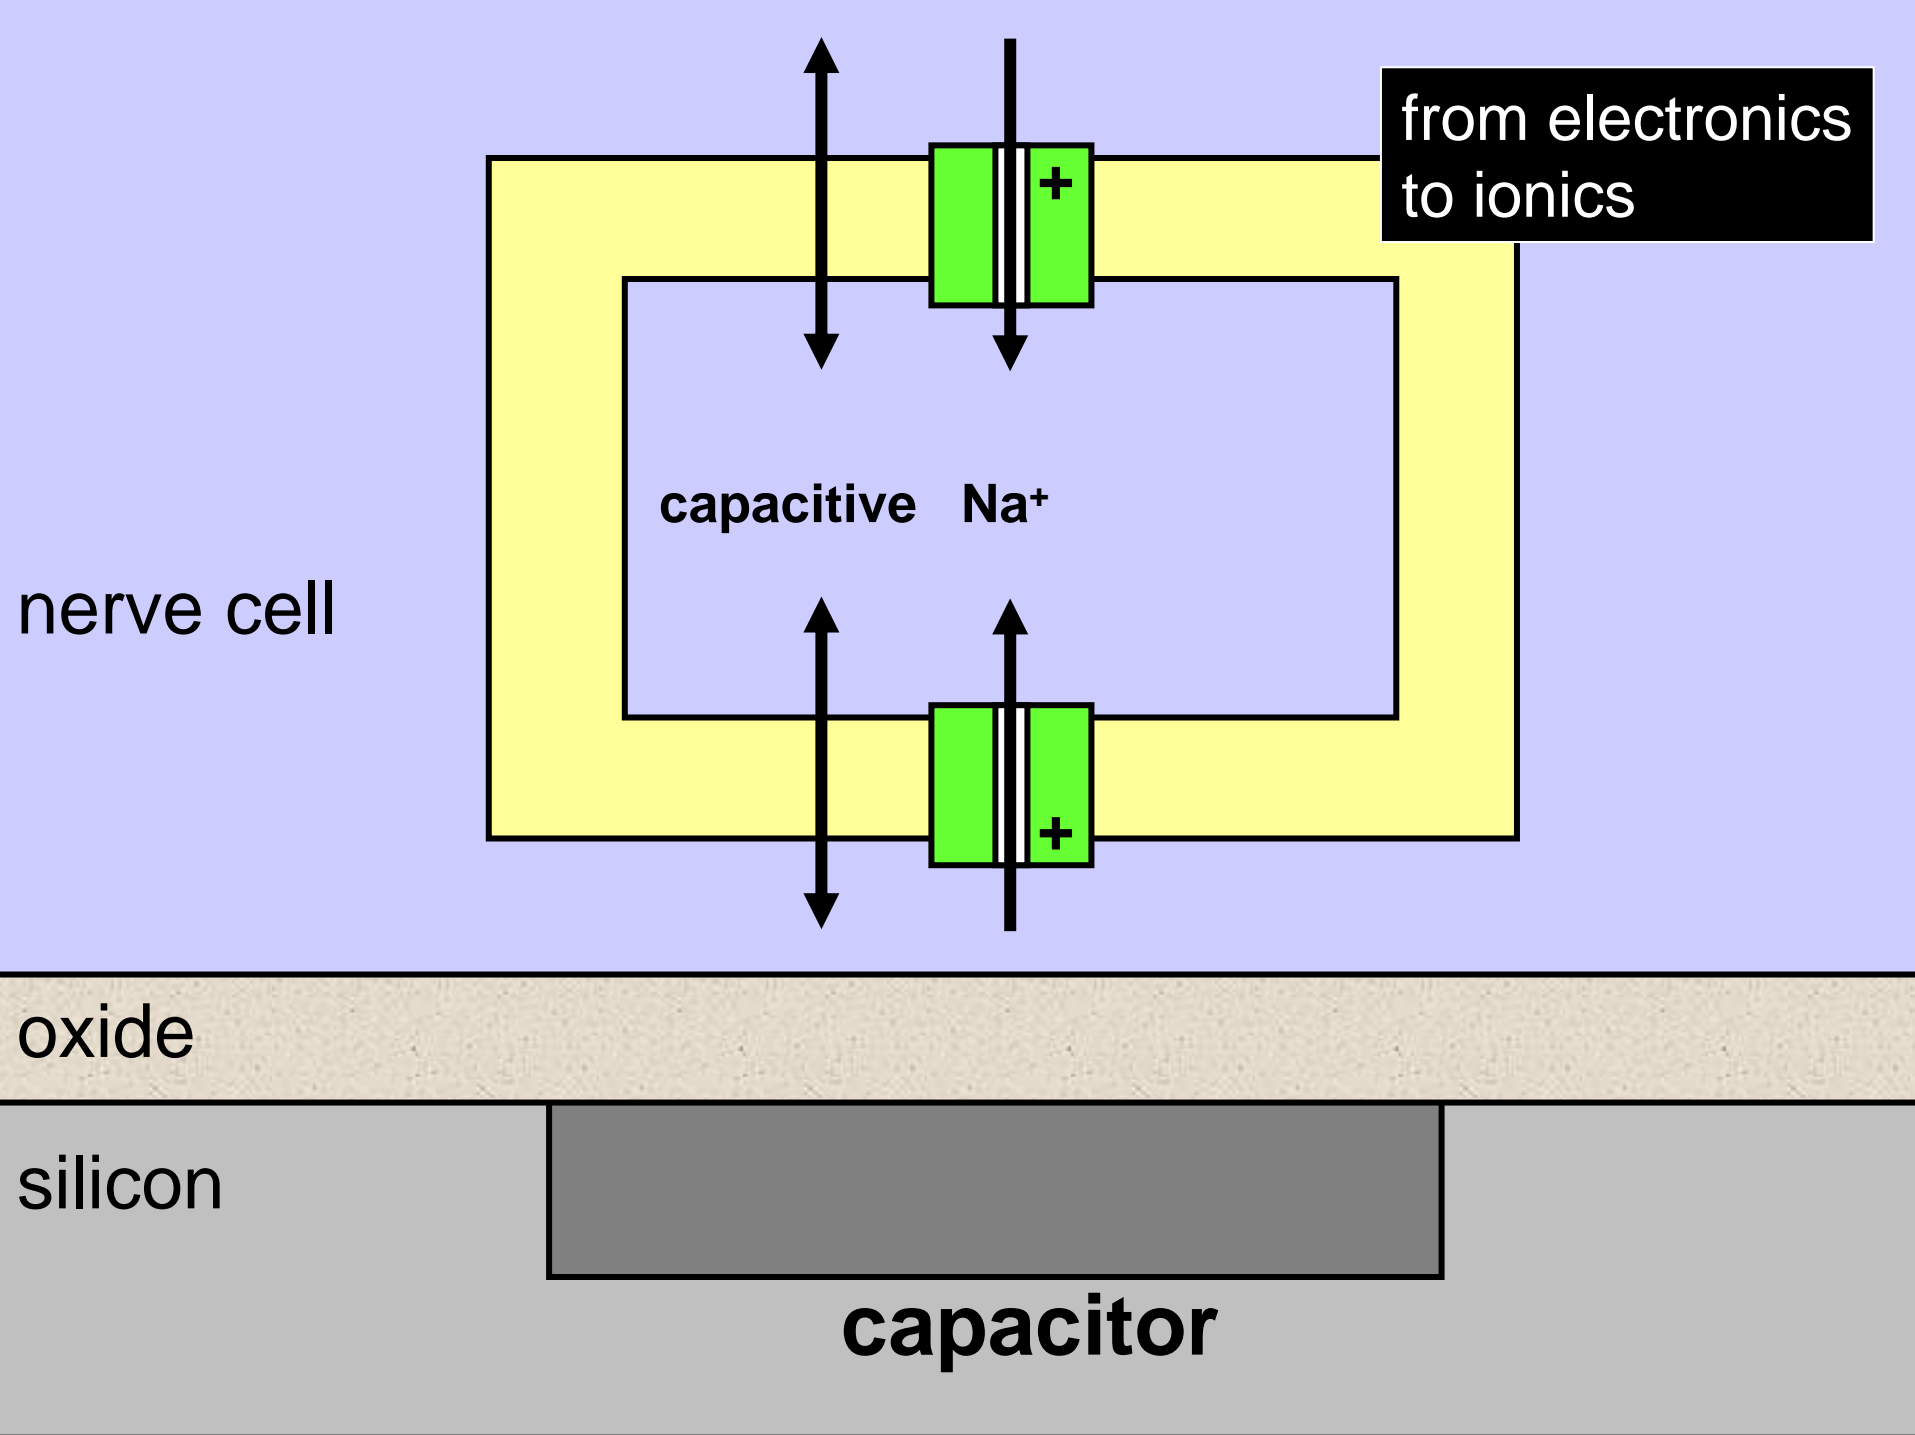 from electronics
to ionics
+
capacitive Na⁺
nerve cell
+
oxide
silicon
capacitor